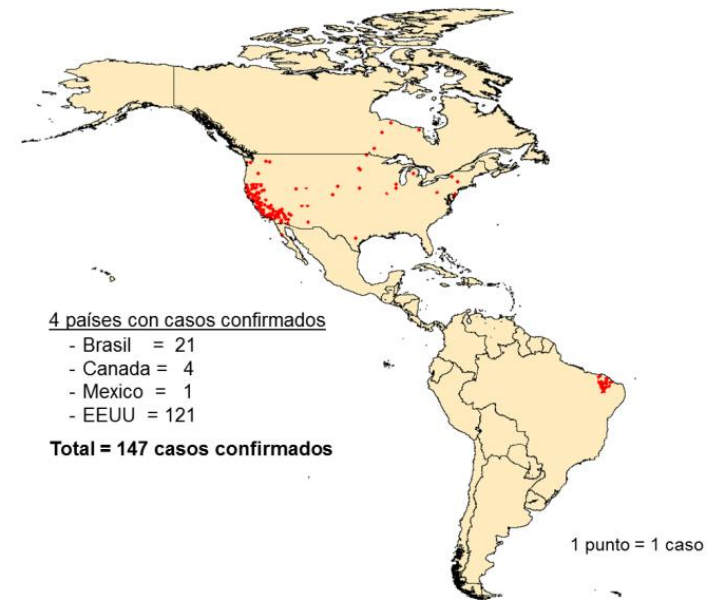 4 países con casos confirmados
- Brasil = 21
- Canada = 4
- Mexico = 1
- EEUU = 121
Total = 147 casos confirmados
1 punto = 1 caso